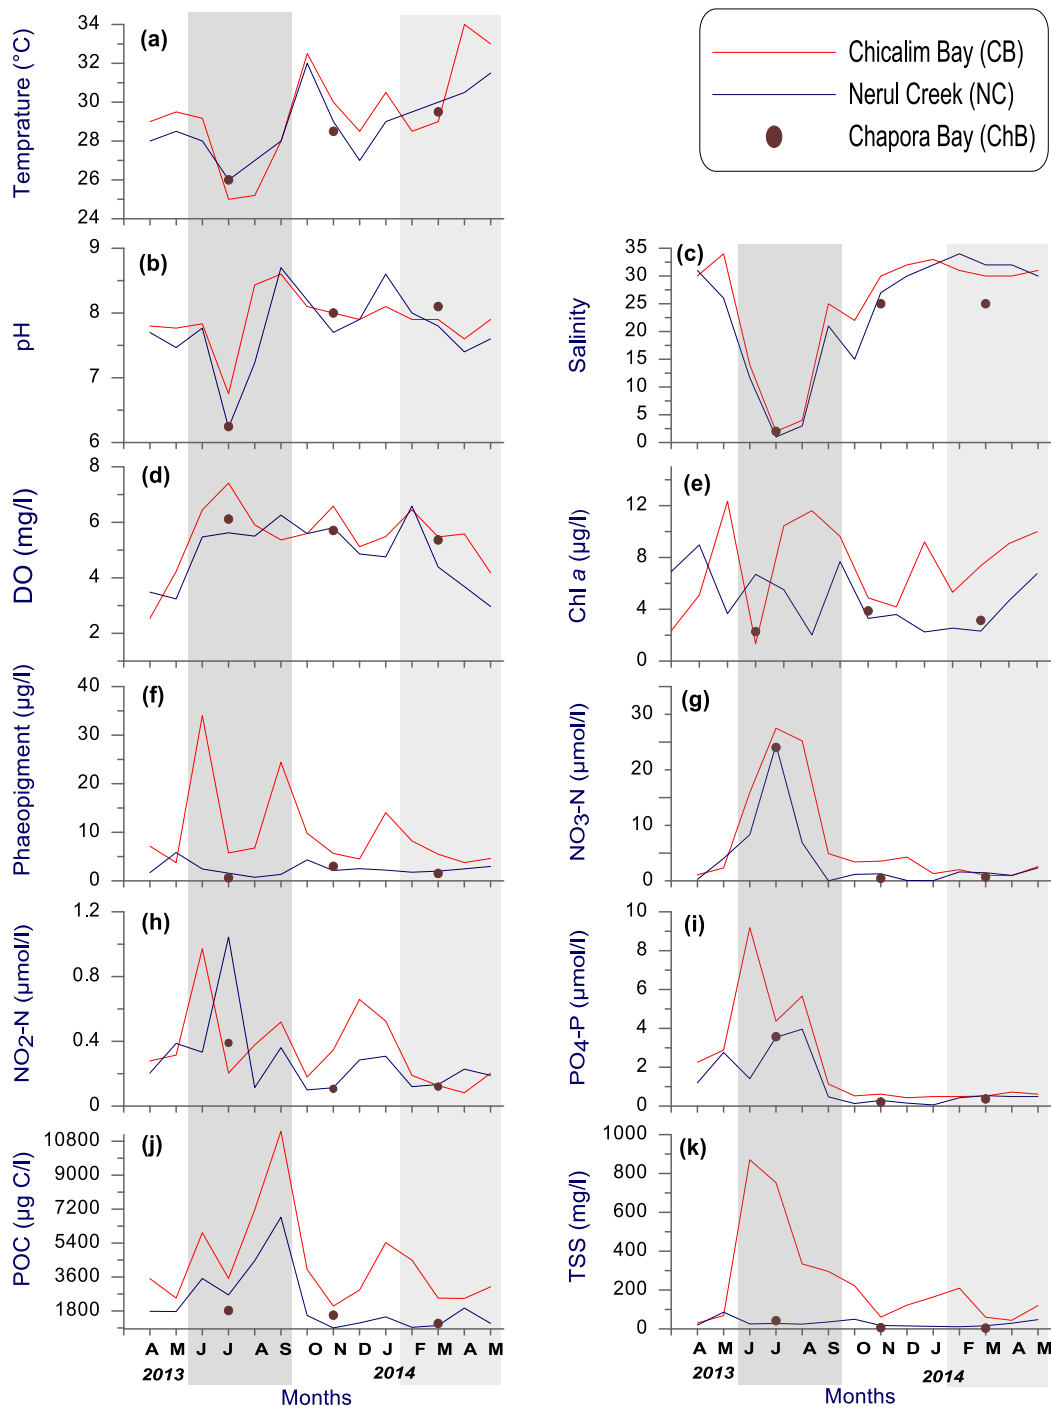 Chicalim Bay (CB)
Nerul Creek (NC)
Chapora Bay (ChB)
(a)
Temprature (°C)
34
32
30
28
26
24
(b)
pH
9
8
7
6
(c)
Salinity
35
30
25
20
15
10
5
0
(d)
DO (mg/l)
8
6
4
2
(e)
Chl a (µg/l)
12
8
4
0
(f)
Phaeopigment (µg/l)
40
30
20
10
0
(g)
NO3-N (µmol/l)
30
20
10
0
(h)
NO2-N (µmol/l)
1.2
0.8
0.4
0
(i)
PO4-P (µmol/l)
10
8
6
4
2
0
(j)
POC (µg C/l)
10800
9000
7200
5400
3600
1800
A M J J A S O N D J F M A M
2013 2014
Months
(k)
TSS (mg/l)
1000
800
600
400
200
0
A M J J A S O N D J F M A M
2013 2014
Months